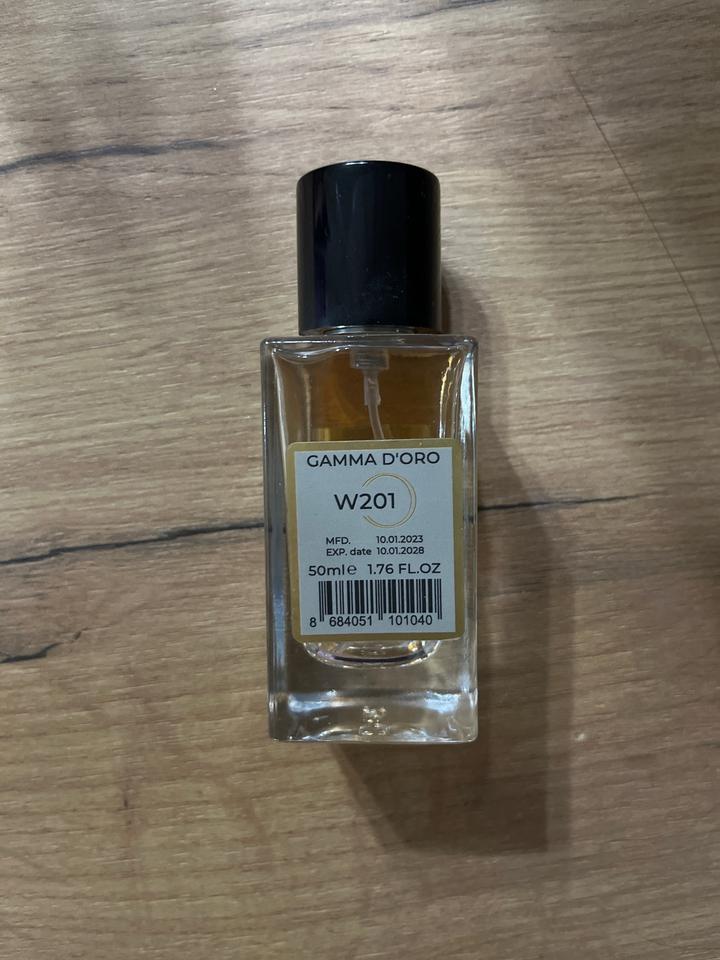 GAMMA D'ORO
W201
MFD. 10.01.2023
EXP. date 10.01.2028
50ml℮ 1.76 FL.OZ
8 684051 101040